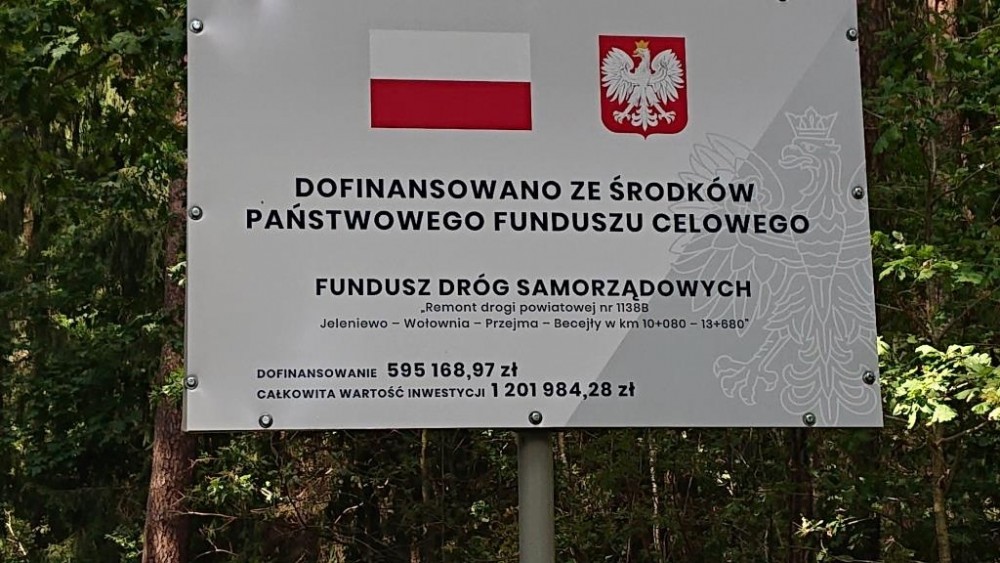 DOFINANSOWANO ZE ŚRODKÓW
PAŃSTWOWEGO FUNDUSZU CELOWEGO
FUNDUSZ DRÓG SAMORZĄDOWYCH
„Remont drogi powiatowej nr 1138B
Jeleniewo – Wołownia – Przejma – Becejły w km 10+080 – 13+680"
DOFINANSOWANIE 595 168,97 zł
CAŁKOWITA WARTOŚĆ INWESTYCJI 1 201 984,28 zł